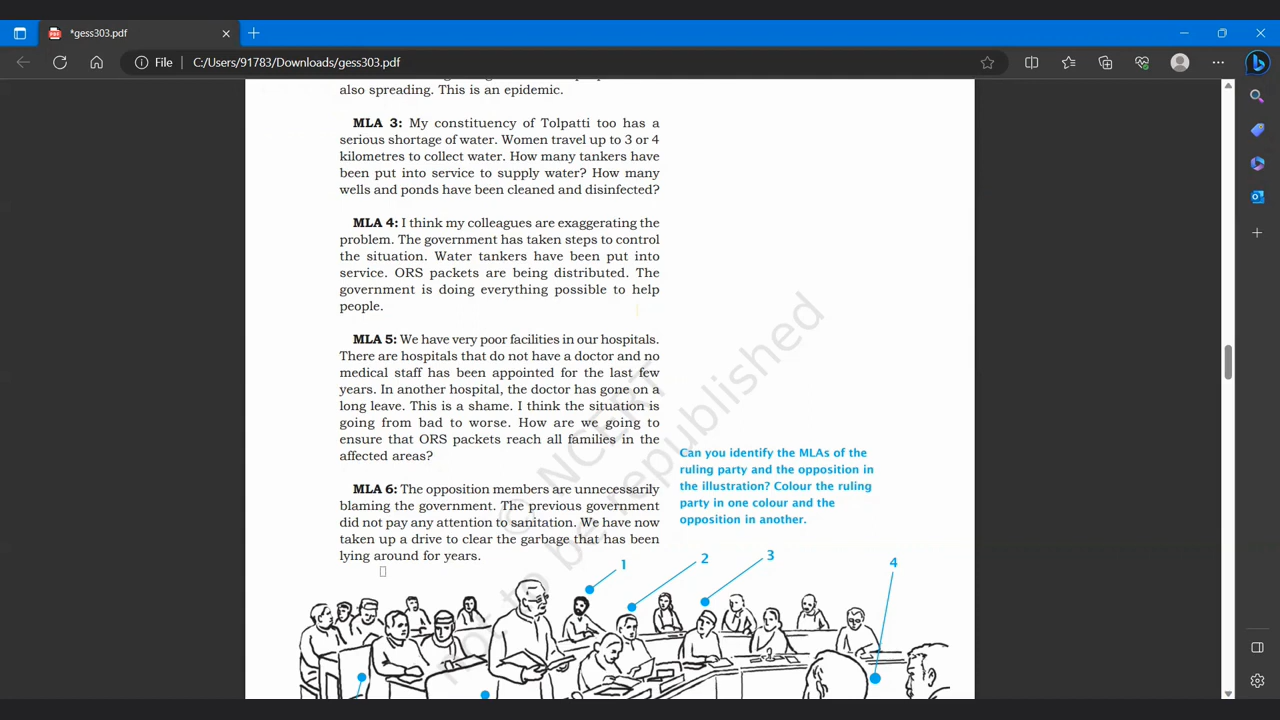 *gess303.pdf
File
C:/Users/91783/Downloads/gess303.pdf
also spreading. This is an epidemic.
MLA 3: My constituency of Tolpatti too has a
serious shortage of water. Women travel up to 3 or 4
kilometres to collect water. How many tankers have
been put into service to supply water? How many
wells and ponds have been cleaned and disinfected?
MLA 4: I think my colleagues are exaggerating the
problem. The government has taken steps to control
the situation. Water tankers have been put into
service. ORS packets are being distributed. The
government is doing everything possible to help
people.
MLA 5: We have very poor facilities in our hospitals.
There are hospitals that do not have a doctor and no
medical staff has been appointed for the last few
years. In another hospital, the doctor has gone on a
long leave. This is a shame. I think the situation is
going from bad to worse. How are we going to
ensure that ORS packets reach all families in the
affected areas?
MLA 6: The opposition members are unnecessarily
blaming the government. The previous government
did not pay any attention to sanitation. We have now
taken up a drive to clear the garbage that has been
lying around for years.
Can you identify the MLAs of the
ruling party and the opposition in
the illustration? Colour the ruling
party in one colour and the
opposition in another.
1
2
3
4
© NCERT
not to be republished